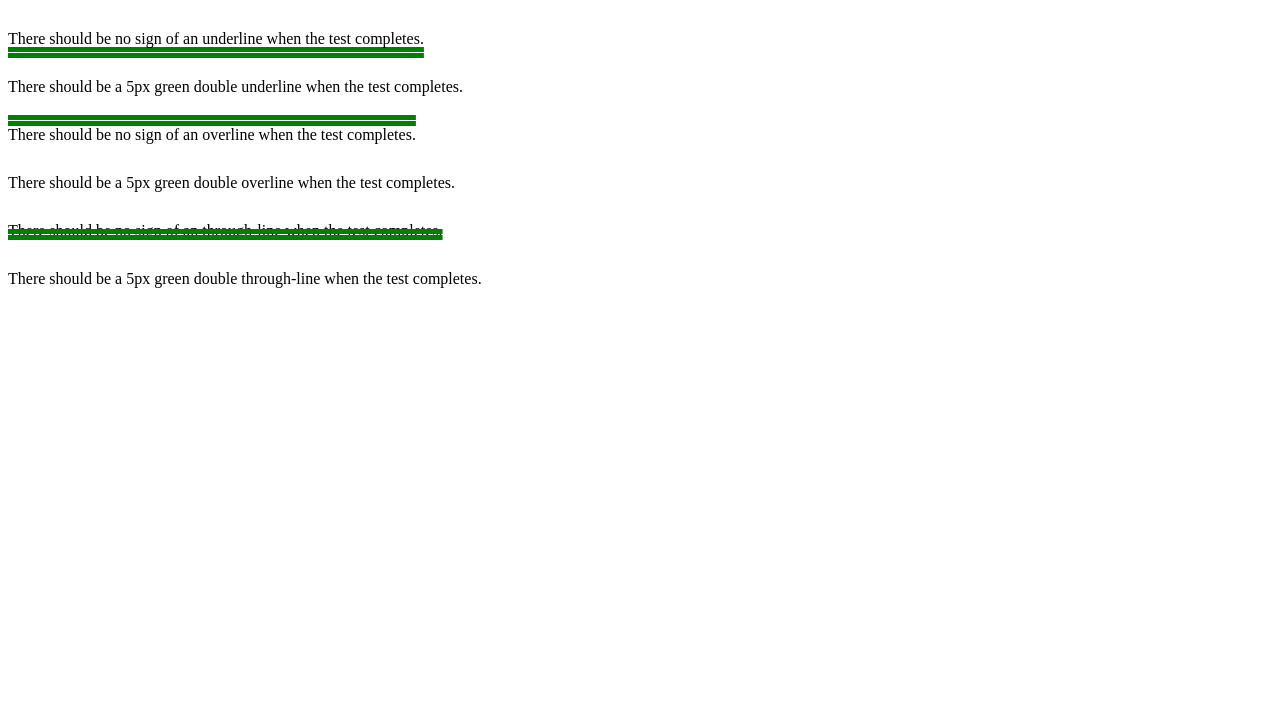 There should be no sign of an underline when the test completes.
There should be a 5px green double underline when the test completes.
There should be no sign of an overline when the test completes.
There should be a 5px green double overline when the test completes.
There should be no sign of an through-line when the test completes.
There should be a 5px green double through-line when the test completes.